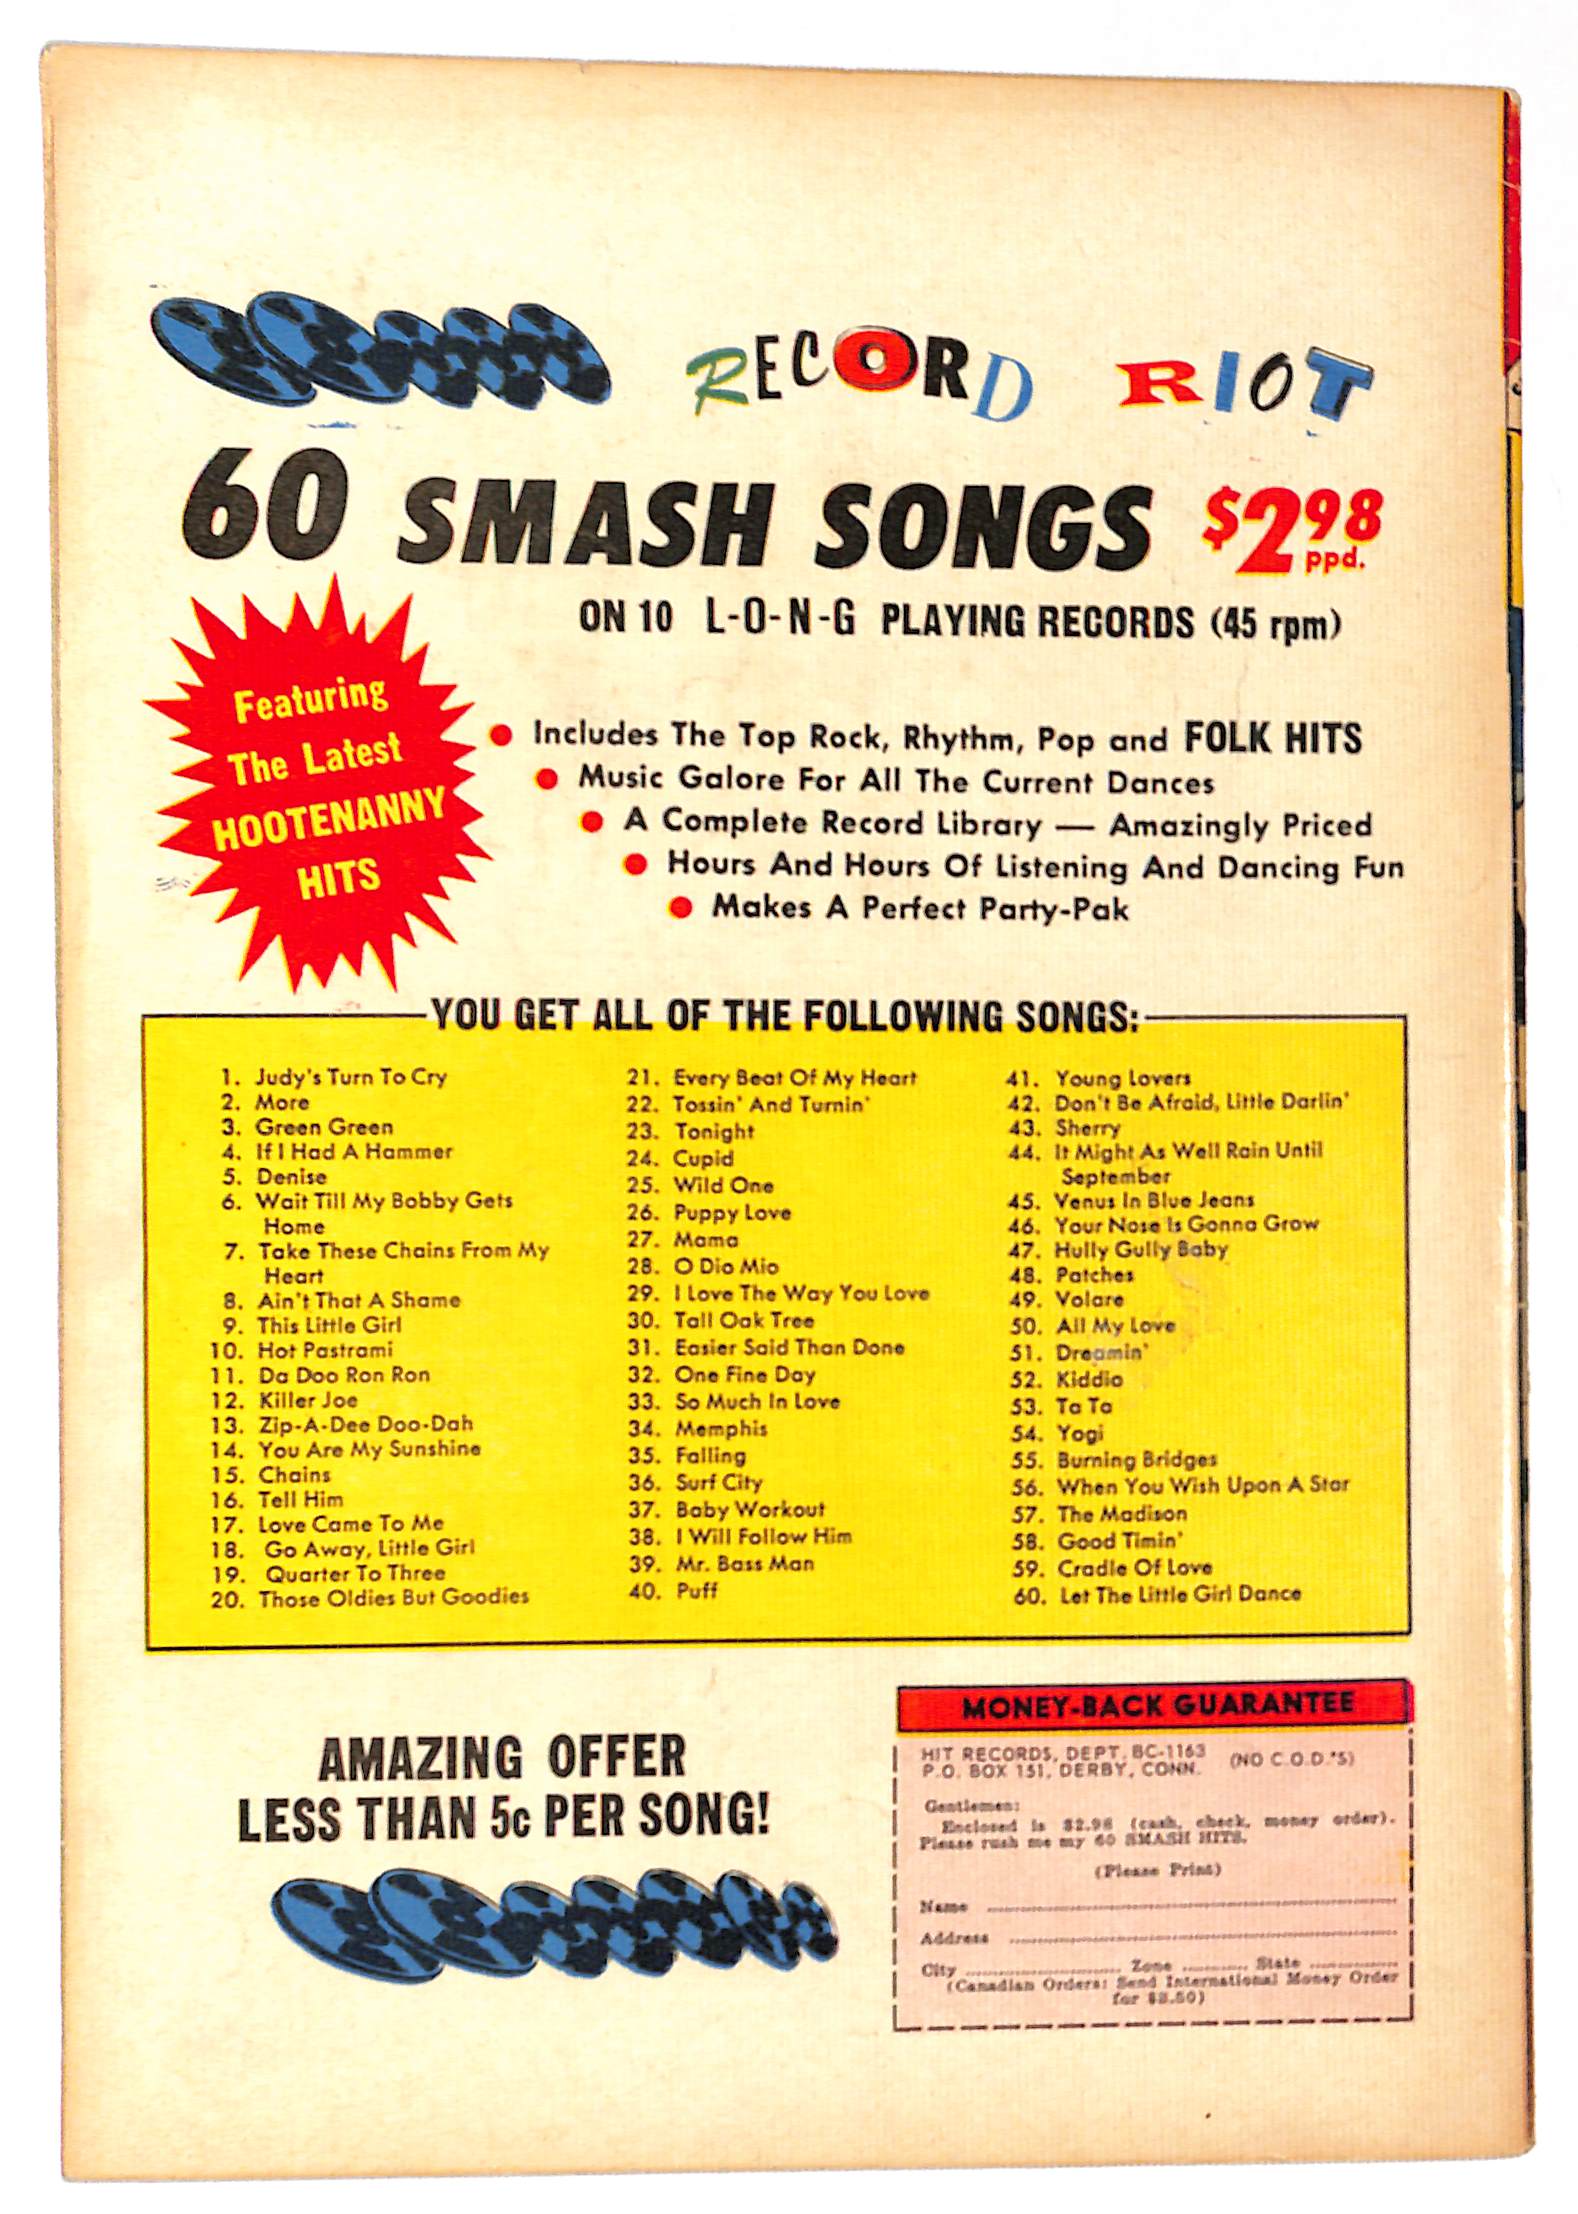 RECORD RIOT
60 SMASH SONGS $2.98 ppd.
ON 10 L-O-N-G PLAYING RECORDS (45 rpm)
Featuring
The Latest
HOOTENANNY
HITS
• Includes The Top Rock, Rhythm, Pop and FOLK HITS
• Music Galore For All The Current Dances
• A Complete Record Library — Amazingly Priced
• Hours And Hours Of Listening And Dancing Fun
• Makes A Perfect Party-Pak
YOU GET ALL OF THE FOLLOWING SONGS:
1. Judy's Turn To Cry
2. More
3. Green Green
4. If I Had A Hammer
5. Denise
6. Wait Till My Bobby Gets
Home
7. Take These Chains From My
Heart
8. Ain't That A Shame
9. This Little Girl
10. Hot Pastrami
11. Da Doo Ron Ron
12. Killer Joe
13. Zip-A-Dee Doo-Dah
14. You Are My Sunshine
15. Chains
16. Tell Him
17. Love Came To Me
18. Go Away, Little Girl
19. Quarter To Three
20. Those Oldies But Goodies
21. Every Beat Of My Heart
22. Tossin' And Turnin'
23. Tonight
24. Cupid
25. Wild One
26. Puppy Love
27. Mama
28. O Dio Mio
29. I Love The Way You Love
30. Tall Oak Tree
31. Easier Said Than Done
32. One Fine Day
33. So Much In Love
34. Memphis
35. Falling
36. Surf City
37. Baby Workout
38. I Will Follow Him
39. Mr. Bass Man
40. Puff
41. Young Lovers
42. Don't Be Afraid, Little Darlin'
43. Sherry
44. It Might As Well Rain Until
September
45. Venus In Blue Jeans
46. Your Nose Is Gonna Grow
47. Hully Gully Baby
48. Patches
49. Volare
50. All My Love
51. Dreamin'
52. Kiddio
53. Ta Ta
54. Yogi
55. Burning Bridges
56. When You Wish Upon A Star
57. The Madison
58. Good Timin'
59. Cradle Of Love
60. Let The Little Girl Dance
AMAZING OFFER
LESS THAN 5c PER SONG!
MONEY-BACK GUARANTEE
HIT RECORDS, DEPT. BC-1163 (NO C.O.D.'S)
P.O. BOX 151, DERBY, CONN.
Gentlemen:
Enclosed is $2.98 (cash, check, money order).
Please rush me my 60 SMASH HITS.
(Please Print)
Name
Address
City Zone State
(Canadian Orders: Send International Money Order
for $3.50)